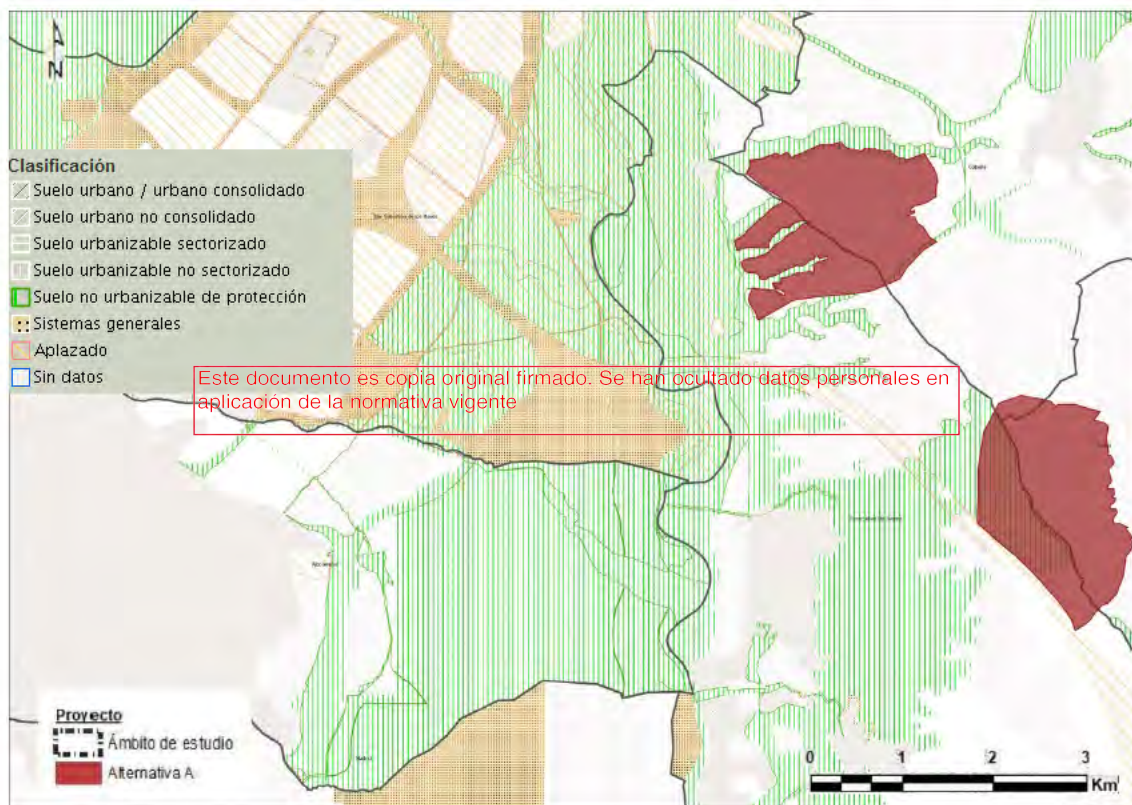 N
Clasificación
Suelo urbano / urbano consolidado
Suelo urbano no consolidado
Suelo urbanizable sectorizado
Suelo urbanizable no sectorizado
Suelo no urbanizable de protección
Sistemas generales
Aplazado
Sin datos
Este documento es copia original firmado. Se han ocultado datos personales en
aplicación de la normativa vigente
Proyecto
Ámbito de estudio
Alternativa A
0 1 2 3
Km